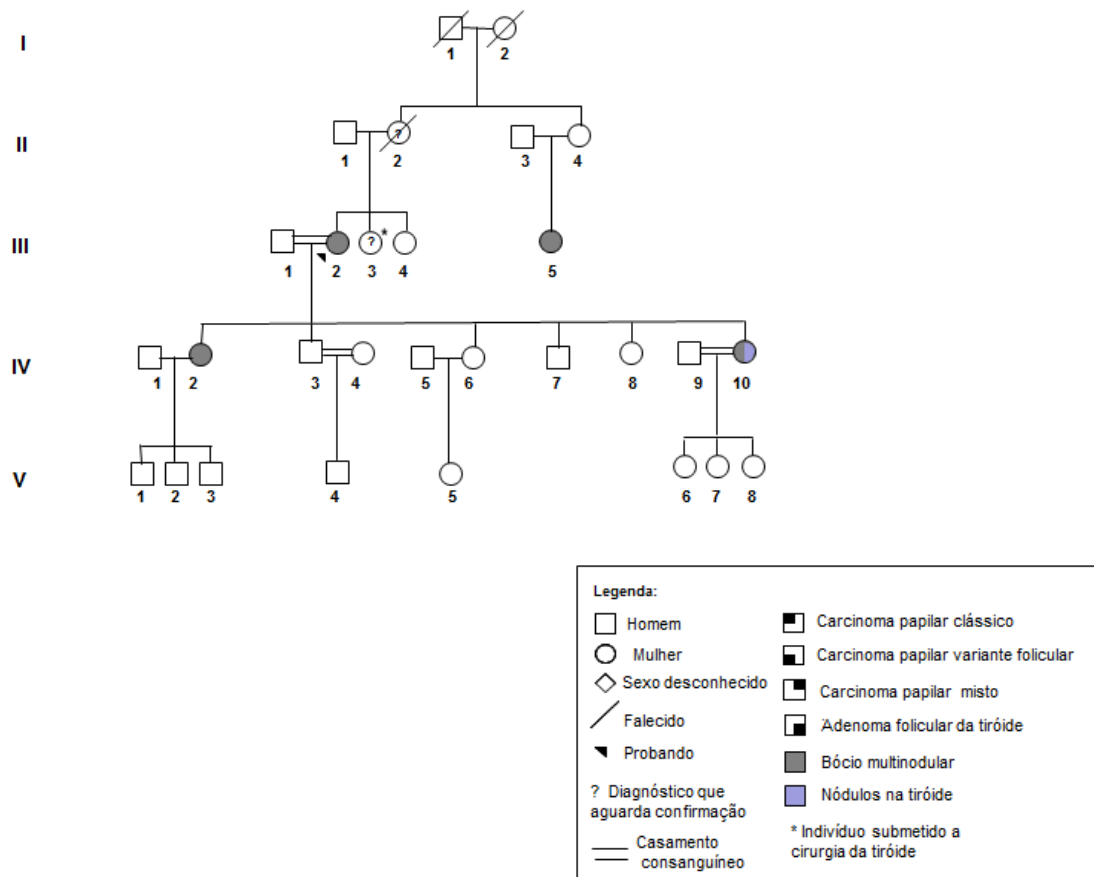 I
1 2
II
?
1 2 3 4
III
? *
1 2 3 4 5
IV
1 2 3 4 5 6 7 8 9 10
V
1 2 3 4 5 6 7 8
Legenda:
Homem
Mulher
Sexo desconhecido
Falecido
Probando
? Diagnóstico que
aguarda confirmação
Casamento
consanguíneo
Carcinoma papilar clássico
Carcinoma papilar variante folicular
Carcinoma papilar misto
Adenoma folicular da tiróide
Bócio multinodular
Nódulos na tiróide
* Indivíduo submetido a
cirurgia da tiróide